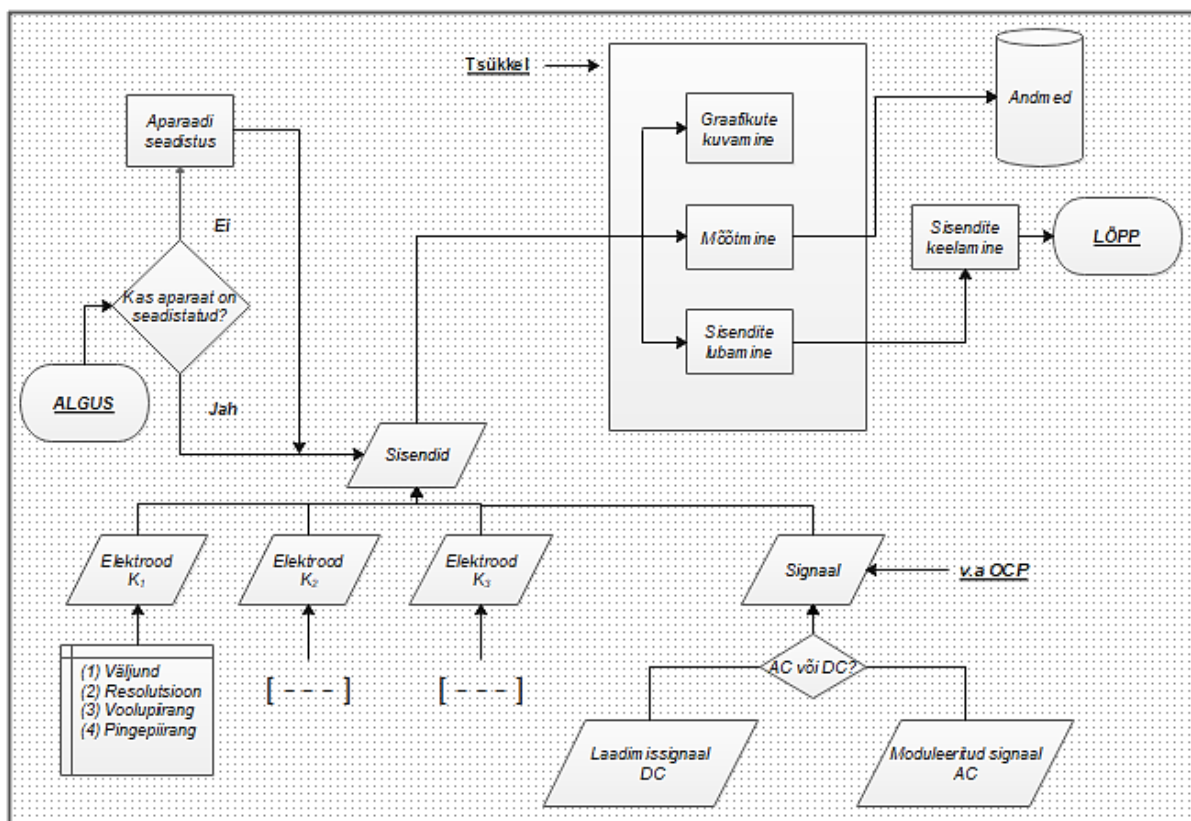 Tsükkel
Andmed
Aparaadi
seadistus
Graafikute
kuvamine
Ei
Mõõtmine
Sisendite
keelamine
LÕPP
Kas aparaat on
seadistatud?
Sisendite
lubamine
ALGUS
Jah
Sisendid
Elektrood
K₁
Elektrood
K₂
Elektrood
K₃
Signaal
v.a OCP
(1) Väljund
(2) Resolutsioon
(3) Voolupiirang
(4) Pingepiirang
[ - - - ]
[ - - - ]
AC või DC?
Laadimissignaal
DC
Moduleeritud signaal
AC